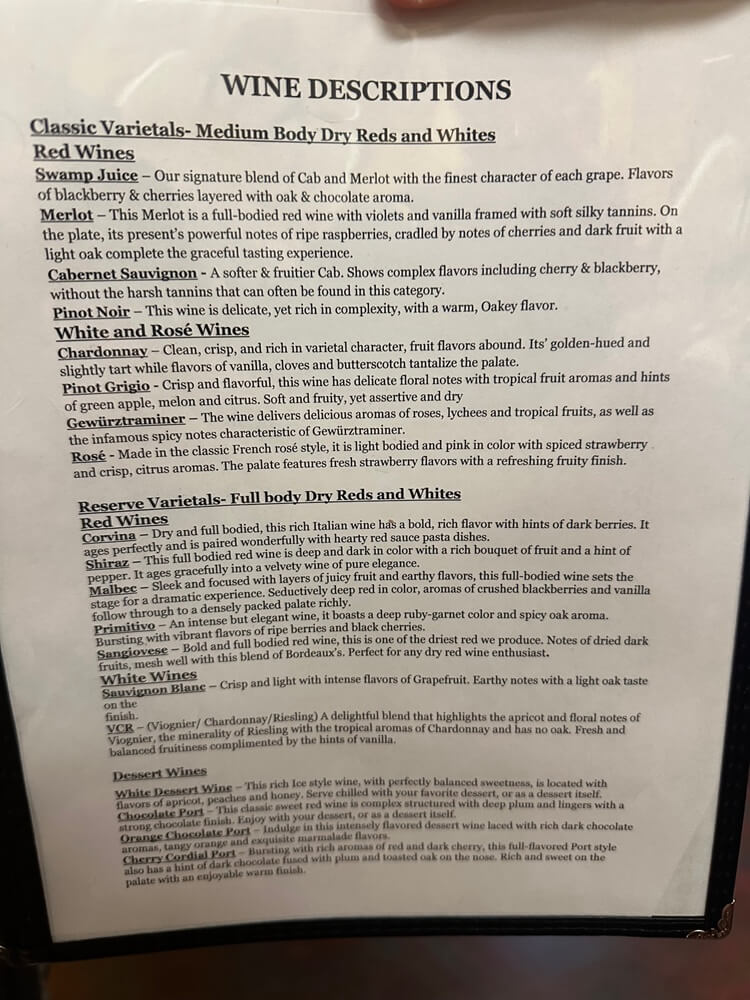 WINE DESCRIPTIONS
Classic Varietals- Medium Body Dry Reds and Whites
Red Wines
Swamp Juice – Our signature blend of Cab and Merlot with the finest character of each grape. Flavors
of blackberry & cherries layered with oak & chocolate aroma.
Merlot – This Merlot is a full-bodied red wine with violets and vanilla framed with soft silky tannins. On
the plate, its present's powerful notes of ripe raspberries, cradled by notes of cherries and dark fruit with a
light oak complete the graceful tasting experience.
Cabernet Sauvignon - A softer & fruitier Cab. Shows complex flavors including cherry & blackberry,
without the harsh tannins that can often be found in this category.
Pinot Noir – This wine is delicate, yet rich in complexity, with a warm, Oakey flavor.
White and Rosé Wines
Chardonnay – Clean, crisp, and rich in varietal character, fruit flavors abound. Its' golden-hued and
slightly tart while flavors of vanilla, cloves and butterscotch tantalize the palate.
Pinot Grigio - Crisp and flavorful, this wine has delicate floral notes with tropical fruit aromas and hints
of green apple, melon and citrus. Soft and fruity, yet assertive and dry
Gewürztraminer – The wine delivers delicious aromas of roses, lychees and tropical fruits, as well as
the infamous spicy notes characteristic of Gewürztraminer.
Rosé - Made in the classic French rosé style, it is light bodied and pink in color with spiced strawberry
and crisp, citrus aromas. The palate features fresh strawberry flavors with a refreshing fruity finish.
Reserve Varietals- Full body Dry Reds and Whites
Red Wines
Corvina – Dry and full bodied, this rich Italian wine has a bold, rich flavor with hints of dark berries. It
ages perfectly and is paired wonderfully with hearty red sauce pasta dishes.
Shiraz – This full bodied red wine is deep and dark in color with a rich bouquet of fruit and a hint of
pepper. It ages gracefully into a velvety wine of pure elegance.
Malbec – Sleek and focused with layers of juicy fruit and earthy flavors, this full-bodied wine sets the
stage for a dramatic experience. Seductively deep red in color, aromas of crushed blackberries and vanilla
follow through to a densely packed palate richly.
Primitivo – An intense but elegant wine, it boasts a deep ruby-garnet color and spicy oak aroma.
Bursting with vibrant flavors of ripe berries and black cherries.
Sangiovese – Bold and full bodied red wine, this is one of the driest red we produce. Notes of dried dark
fruits, mesh well with this blend of Bordeaux's. Perfect for any dry red wine enthusiast.
White Wines
Sauvignon Blanc – Crisp and light with intense flavors of Grapefruit. Earthy notes with a light oak taste
on the
finish.
VCR – (Viognier/ Chardonnay/Riesling) A delightful blend that highlights the apricot and floral notes of
Viognier, the minerality of Riesling with the tropical aromas of Chardonnay and has no oak. Fresh and
balanced fruitiness complimented by the hints of vanilla.
Dessert Wines
White Dessert Wine – This rich Ice style wine, with perfectly balanced sweetness, is located with
flavors of apricot, peaches and honey. Serve chilled with your favorite dessert, or as a dessert itself.
Chocolate Port – This classic sweet red wine is complex structured with deep plum and lingers with a
strong chocolate finish. Enjoy with your dessert, or as a dessert itself.
Orange Chocolate Port – Indulge in this intensely flavored dessert wine laced with rich dark chocolate
aromas, tangy orange and exquisite marmalade flavors.
Cherry Cordial Port – Bursting with rich aromas of red and dark cherry, this full-flavored Port style
also has a hint of dark chocolate fused with plum and toasted oak on the nose. Rich and sweet on the
palate with an enjoyable warm finish.